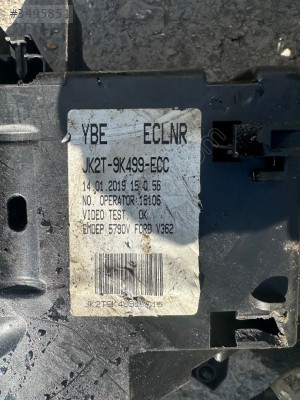 #3495851
YBE ECLNR
JK2T-9K499-ECC
14.01.2019 15:0:56
NO. OPERATOR:16106
VIDEO TEST: OK
EMDEP 5790V FORD V362